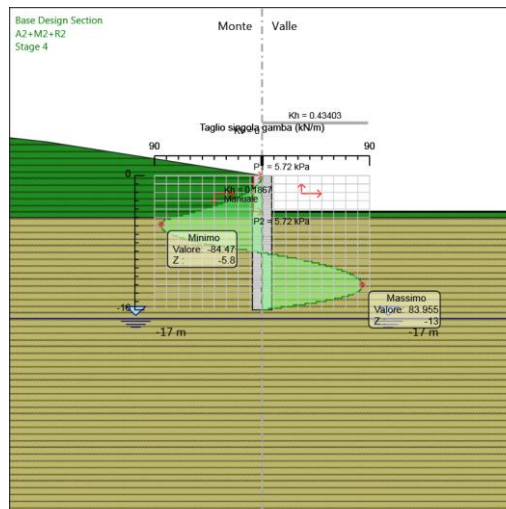 Base Design Section
A2+M2+R2
Stage 4
Monte Valle
Kh = 0.43403
Taglio singola gamba (kN/m)
90
90
P1 = 5.72 kPa
0
Kh = 0.1867
Manuale
P2 = 5.72 kPa
Minimo
Valore: -84.47
Z : -5.8
Massimo
Valore: 83.955
Z : -13
-16
-17 m
-17 m